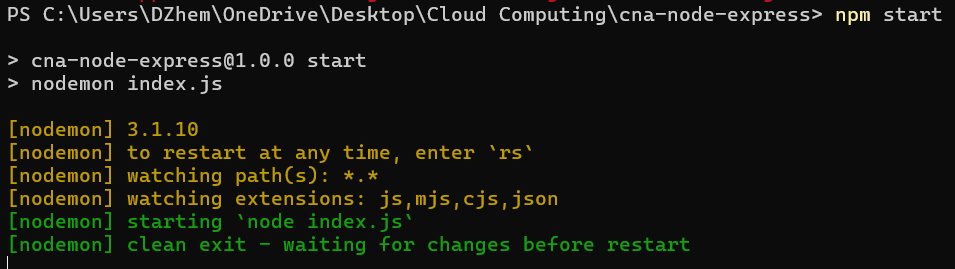 PS C:\Users\DZhem\OneDrive\Desktop\Cloud Computing\cna-node-express> npm start
> cna-node-express@1.0.0 start
> nodemon index.js
[nodemon] 3.1.10
[nodemon] to restart at any time, enter `rs`
[nodemon] watching path(s): *.*
[nodemon] watching extensions: js,mjs,cjs,json
[nodemon] starting `node index.js`
[nodemon] clean exit - waiting for changes before restart